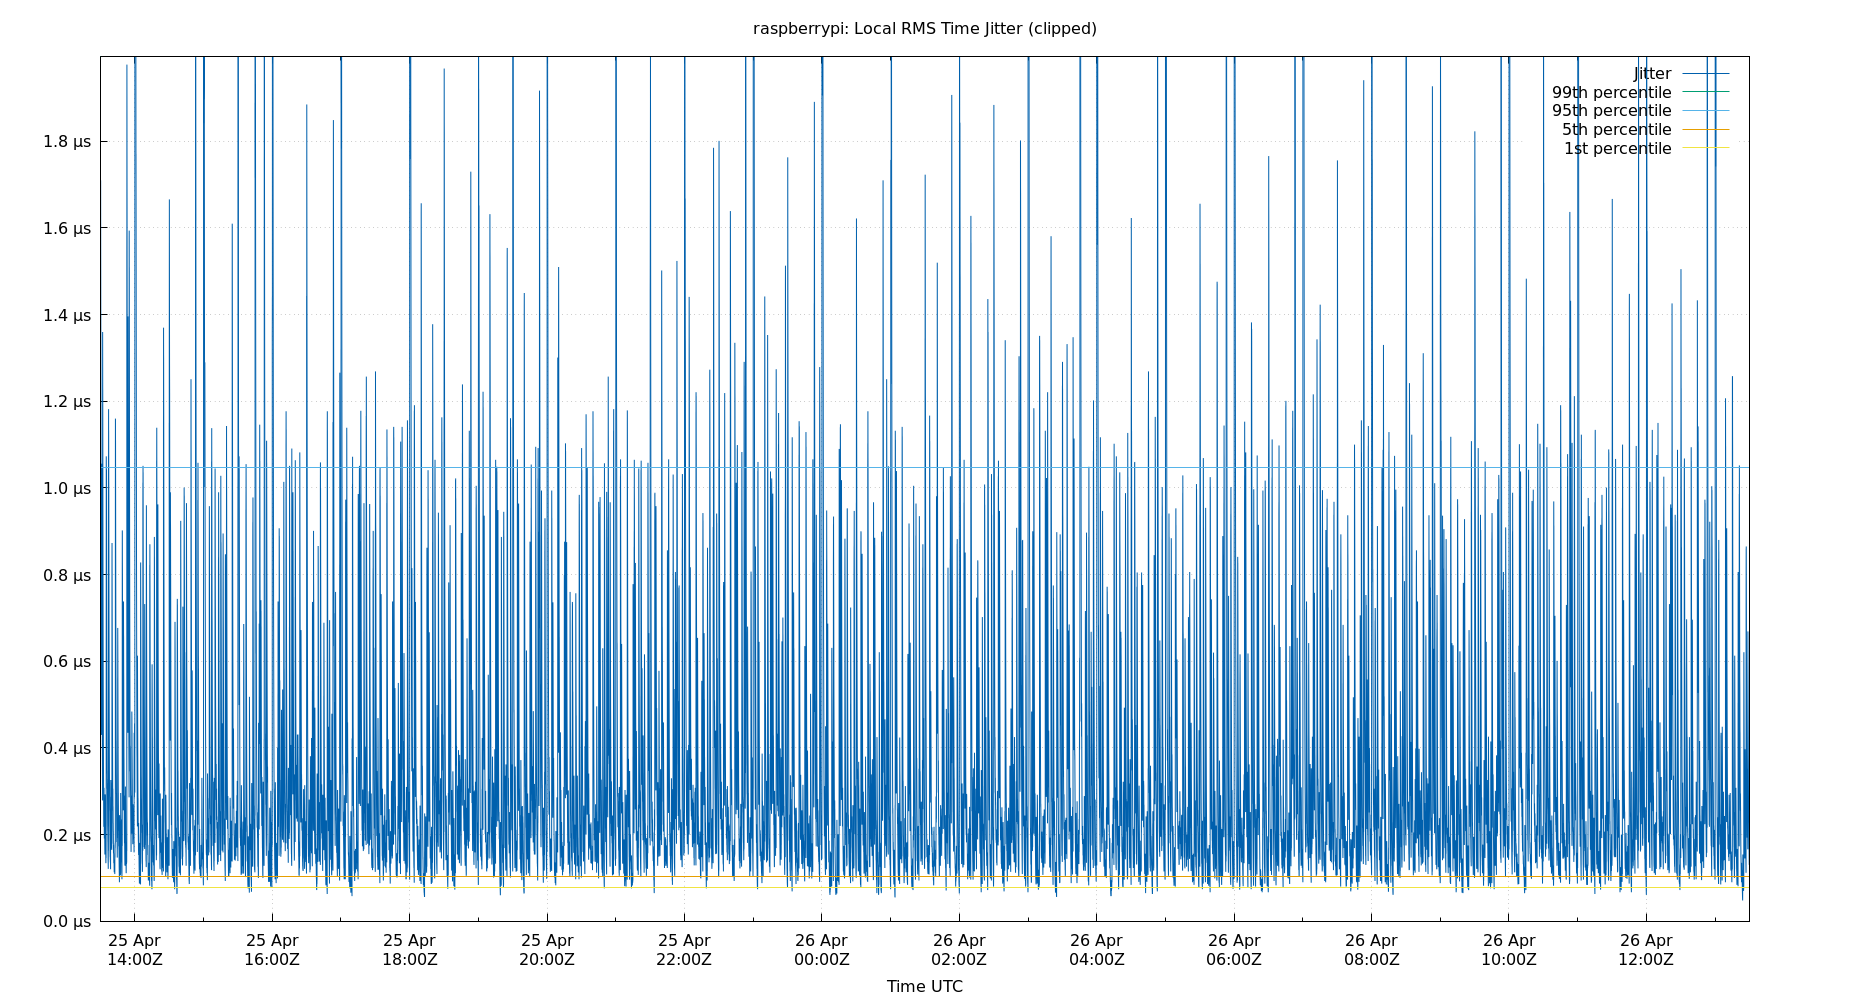 raspberrypi: Local RMS Time Jitter (clipped)
Jitter
99th percentile
95th percentile
5th percentile
1st percentile
1.8 µs
1.6 µs
1.4 µs
1.2 µs
1.0 µs
0.8 µs
0.6 µs
0.4 µs
0.2 µs
0.0 µs
25 Apr 25 Apr 25 Apr 25 Apr 25 Apr 26 Apr 26 Apr 26 Apr 26 Apr 26 Apr 26 Apr 26 Apr
14:00Z 16:00Z 18:00Z 20:00Z 22:00Z 00:00Z 02:00Z 04:00Z 06:00Z 08:00Z 10:00Z 12:00Z
Time UTC